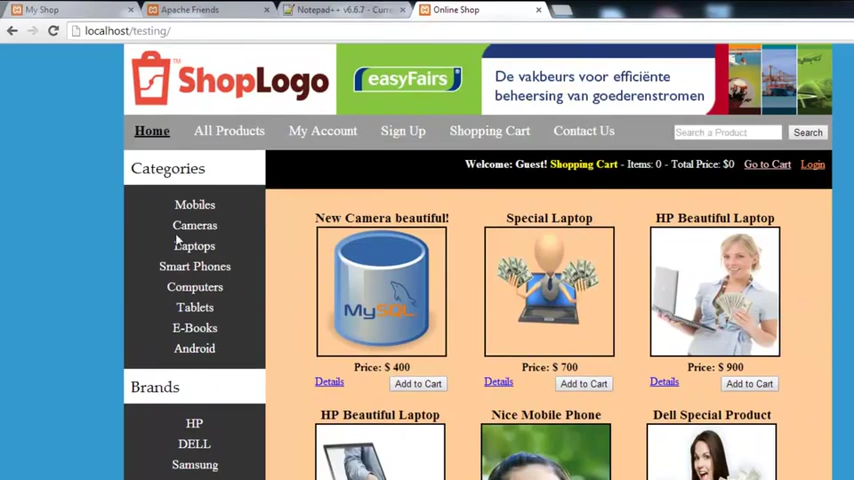 My Shop
Apache Friends
Notepad++ v6.6.7 - Curre
Online Shop
localhost/testing/
ShopLogo
TM
easyFairs
De vakbeurs voor efficiënte
beheersing van goederenstromen
Home All Products My Account Sign Up Shopping Cart Contact Us Search a Product Search
Categories
Welcome: Guest! Shopping Cart - Items: 0 - Total Price: $0 Go to Cart Login
Mobiles
Cameras
Laptops
Smart Phones
Computers
Tablets
E-Books
Android
Brands
HP
DELL
Samsung
New Camera beautiful! Special Laptop HP Beautiful Laptop
MySQL
Price: $ 400 Price: $ 700 Price: $ 900
Details Add to Cart Details Add to Cart Details Add to Cart
HP Beautiful Laptop Nice Mobile Phone Dell Special Product